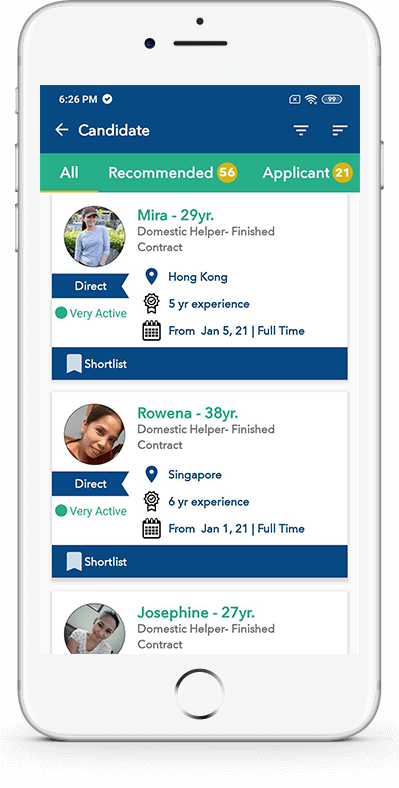 6:26 PM
99
Candidate
All Recommended 56 Applicant 21
Mira - 29yr.
Domestic Helper- Finished
Contract
Direct
Hong Kong
Very Active
5 yr experience
From Jan 5, 21 | Full Time
Shortlist
Rowena - 38yr.
Domestic Helper- Finished
Contract
Direct
Singapore
Very Active
6 yr experience
From Jan 1, 21 | Full Time
Shortlist
Josephine - 27yr.
Domestic Helper- Finished
Contract